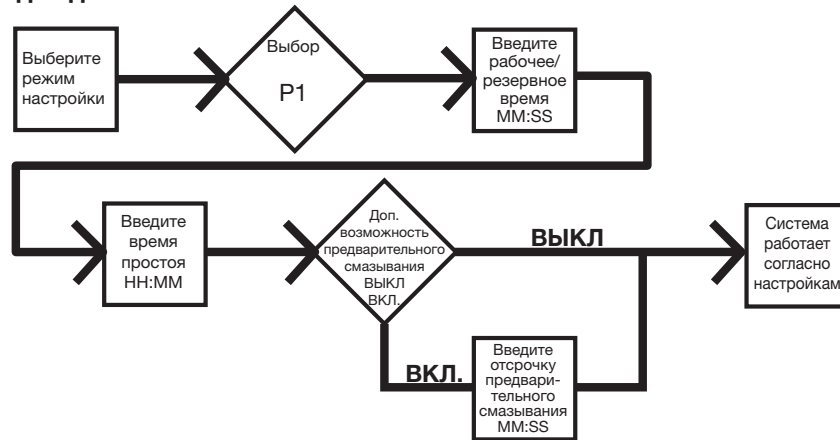 Выберите
режим
настройки
Выбор
P1
Введите
рабочее/
резервное
время
MM:SS
Введите
время
простоя
HH:MM
Доп.
возможность
предварительного
смазывания
ВЫКЛ
ВКЛ.
ВЫКЛ
Система
работает
согласно
настройкам
ВКЛ.
Введите
отсрочку
предвари-
тельного
смазывания
MM:SS